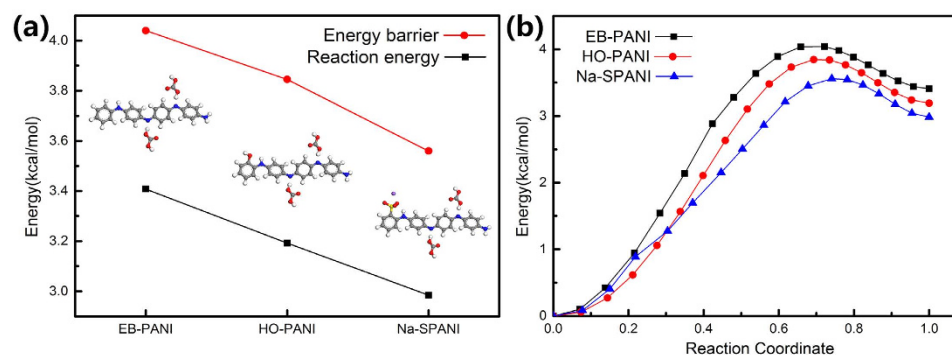 (a)
Energy barrier
Reaction energy
Energy(kcal/mol)
4.0
3.8
3.6
3.4
3.2
3.0
EB-PANI
HO-PANI
Na-SPANI
(b)
EB-PANI
HO-PANI
Na-SPANI
Energy(kcal/mol)
4
3
2
1
0
0.0
0.2
0.4
0.6
0.8
1.0
Reaction Coordinate